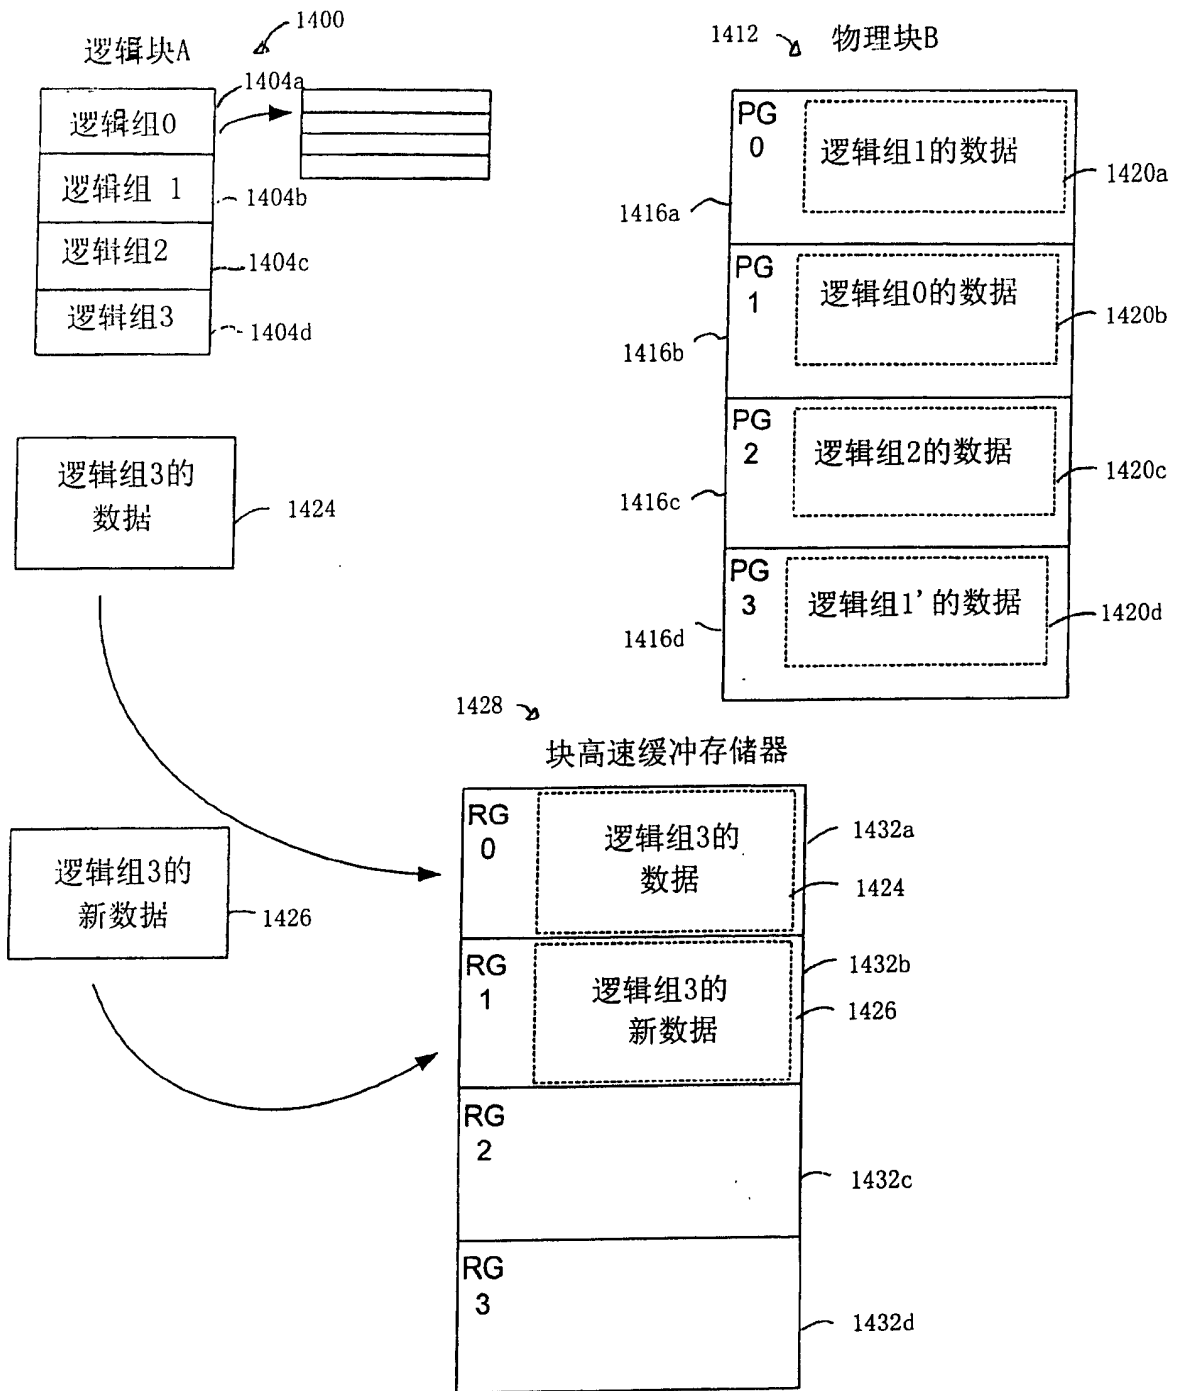 1400
逻辑块A
1404a
逻辑组0
逻辑组 1
1404b
逻辑组2
1404c
逻辑组3
1404d
1412
物理块B
PG
0
逻辑组1的数据
1420a
1416a
PG
1
逻辑组0的数据
1420b
1416b
PG
2
逻辑组2的数据
1420c
1416c
PG
3
逻辑组1'的数据
1420d
1416d
逻辑组3的
数据
1424
逻辑组3的
新数据
1426
1428
块高速缓冲存储器
RG
0
逻辑组3的
数据
1432a
1424
RG
1
逻辑组3的
新数据
1432b
1426
RG
2
1432c
RG
3
1432d